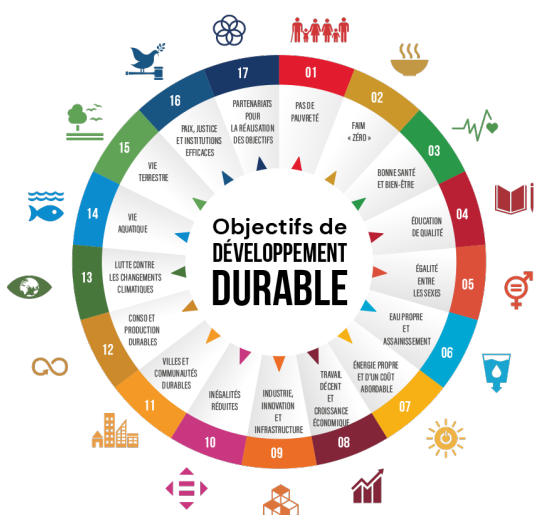 Objectifs de
DÉVELOPPEMENT
DURABLE
01
PAS DE
PAUVRETÉ
02
FAIM
« ZÉRO »
03
BONNE SANTÉ
ET BIEN-ÊTRE
04
ÉDUCATION
DE QUALITÉ
05
ÉGALITÉ
ENTRE
LES SEXES
06
EAU PROPRE
ET
ASSAINISSEMENT
07
ÉNERGIE PROPRE
ET D'UN COÛT
ABORDABLE
08
TRAVAIL
DÉCENT
ET
CROISSANCE
ÉCONOMIQUE
09
INDUSTRIE,
INNOVATION
ET
INFRASTRUCTURE
10
INÉGALITÉS
RÉDUITES
11
VILLES ET
COMMUNAUTÉS
DURABLES
12
CONSO ET
PRODUCTION
DURABLES
13
LUTTE CONTRE
LES CHANGEMENTS
CLIMATIQUES
14
VIE
AQUATIQUE
15
VIE
TERRESTRE
16
PAIX, JUSTICE
ET INSTITUTIONS
EFFICACES
17
PARTENARIATS
POUR
LA RÉALISATION
DES OBJECTIFS